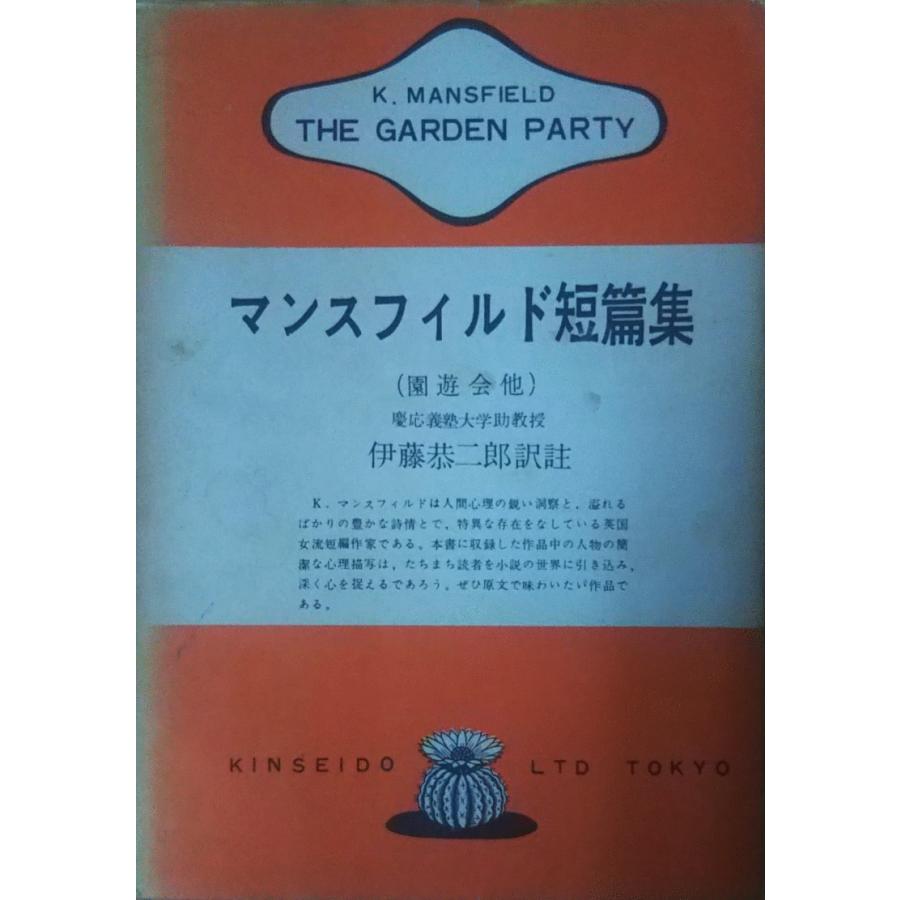 K. MANSFIELD
THE GARDEN PARTY
マンスフィルド短篇集
(園遊会他)
慶応義塾大学助教授
伊藤恭二郎訳註
K. マンスフィルドは人間心理の鋭い洞察と，溢れる
ばかりの豊かな詩情とで，特異な存在をなしている英国
女流短編作家である。本書に収録した作品中の人物の簡
潔な心理描写は，たちまち読者を小説の世界に引き込み，
深く心を捉えるであろう。ぜひ原文で味わいたい作品で
ある。
KINSEIDO LTD TOKYO